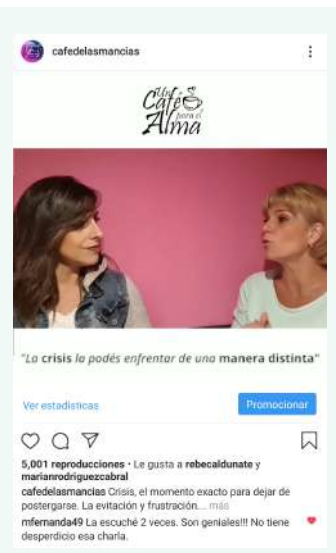 cafedelasmancias
Un
Café
para el
Alma
"La crisis la podés enfrentar de una manera distinta"
Ver estadísticas
Promocionar
5,001 reproducciones · Le gusta a rebecaldunate y
marianrodriguezcabral
cafedelasmancias Crisis, el momento exacto para dejar de
postergarse. La evitación y frustración... más
mfernanda49 La escuché 2 veces. Son geniales!!! No tiene
desperdicio esa charla.